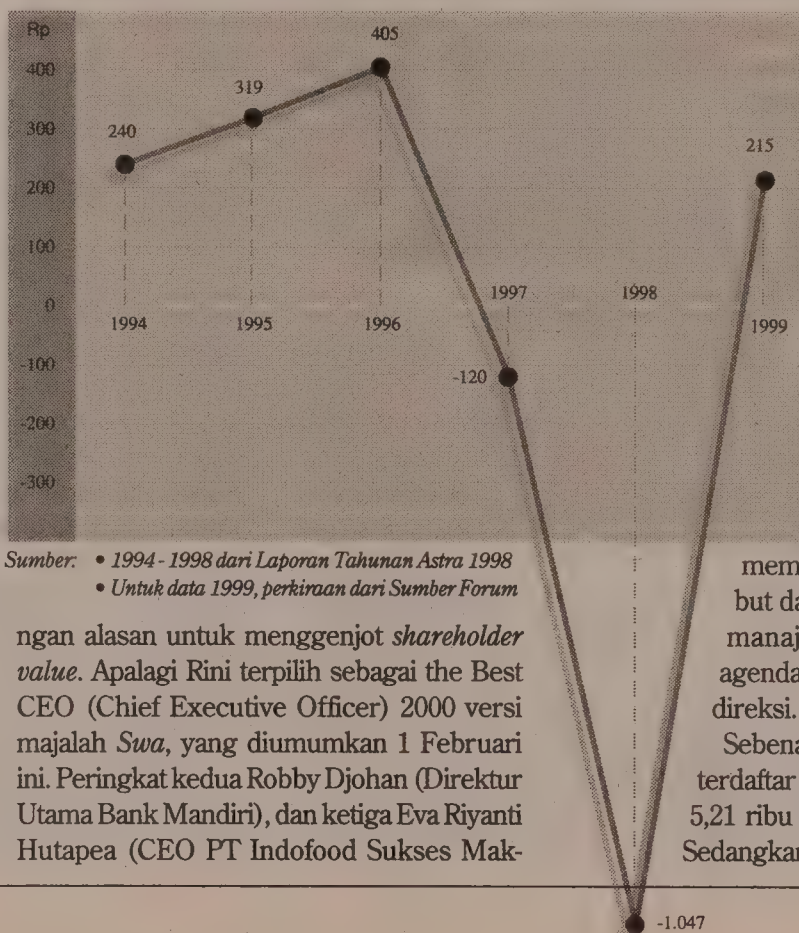 Rp
405
400
319
300
240
215
200
100
0
1997
1998
1994
1995
1996
1999
-100
-120
-200
-300
Sumber: • 1994-1998 dari Laporan Tahunan Astra 1998
• Untuk data 1999, perkiraan dari Sumber Forum
ngan alasan untuk menggenjot shareholder
value. Apalagi Rini terpilih sebagai the Best
CEO (Chief Executive Officer) 2000 versi
majalah Swa, yang diumumkan 1 Februari
ini. Peringkat kedua Robby Djohan (Direktur
Utama Bank Mandiri), dan ketiga Eva Riyanti
Hutapea (CEO PT Indofood Sukses Mak-
mem
but da
manaj
agenda
direksi.
Sebena
terdaftar
5,21 ribu
Sedangkan
-1.047